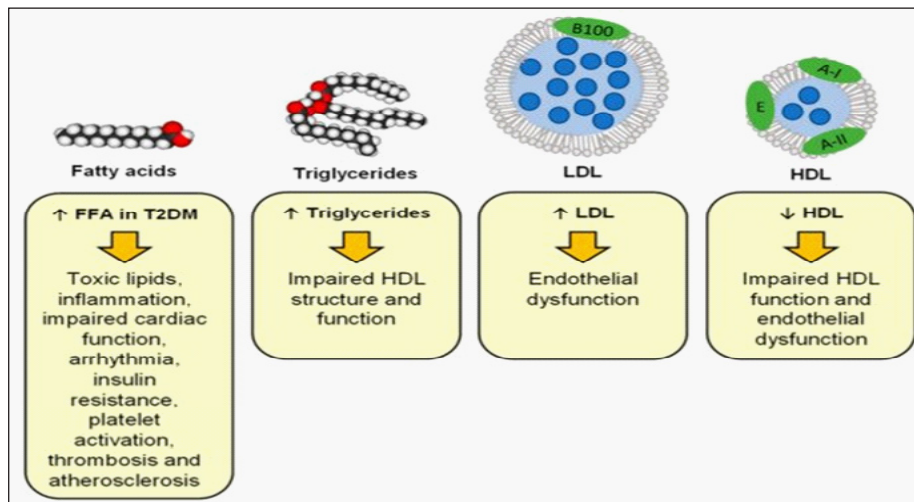 B100
A-I
E
A-II
Fatty acids
Triglycerides
LDL
HDL
↑ FFA in T2DM
Toxic lipids,
inflammation,
impaired cardiac
function,
arrhythmia,
insulin
resistance,
platelet
activation,
thrombosis and
atherosclerosis
↑ Triglycerides
Impaired HDL
structure and
function
↑ LDL
Endothelial
dysfunction
↓ HDL
Impaired HDL
function and
endothelial
dysfunction